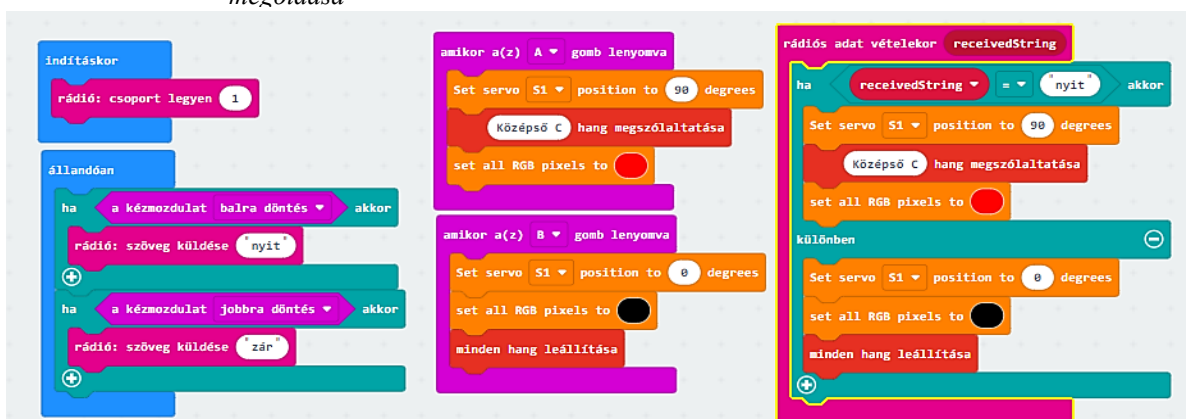 megoldása
indításkor
rádió: csoport legyen 1
állandóan
ha a kézmozdulat balra döntés akkor
rádió: szöveg küldése "nyit"
ha a kézmozdulat jobbra döntés akkor
rádió: szöveg küldése "zár"
amikor a(z) A gomb lenyomva
Set servo S1 position to 90 degrees
Középső C hang megszólaltatása
set all RGB pixels to
amikor a(z) B gomb lenyomva
Set servo S1 position to 0 degrees
set all RGB pixels to
minden hang leállítása
rádiós adat vételekor receivedString
ha receivedString = "nyit" akkor
Set servo S1 position to 90 degrees
Középső C hang megszólaltatása
set all RGB pixels to
különben
Set servo S1 position to 0 degrees
set all RGB pixels to
minden hang leállítása